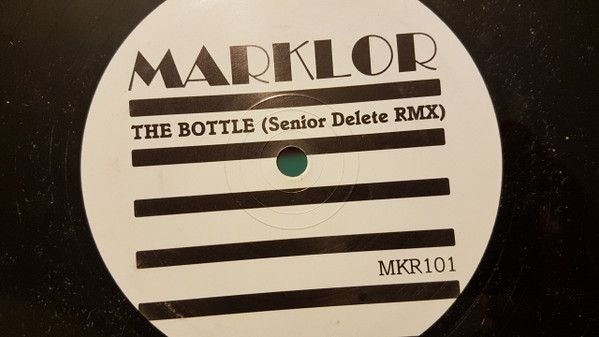 MARKLOR
THE BOTTLE (Senior Delete RMX)
MKR101